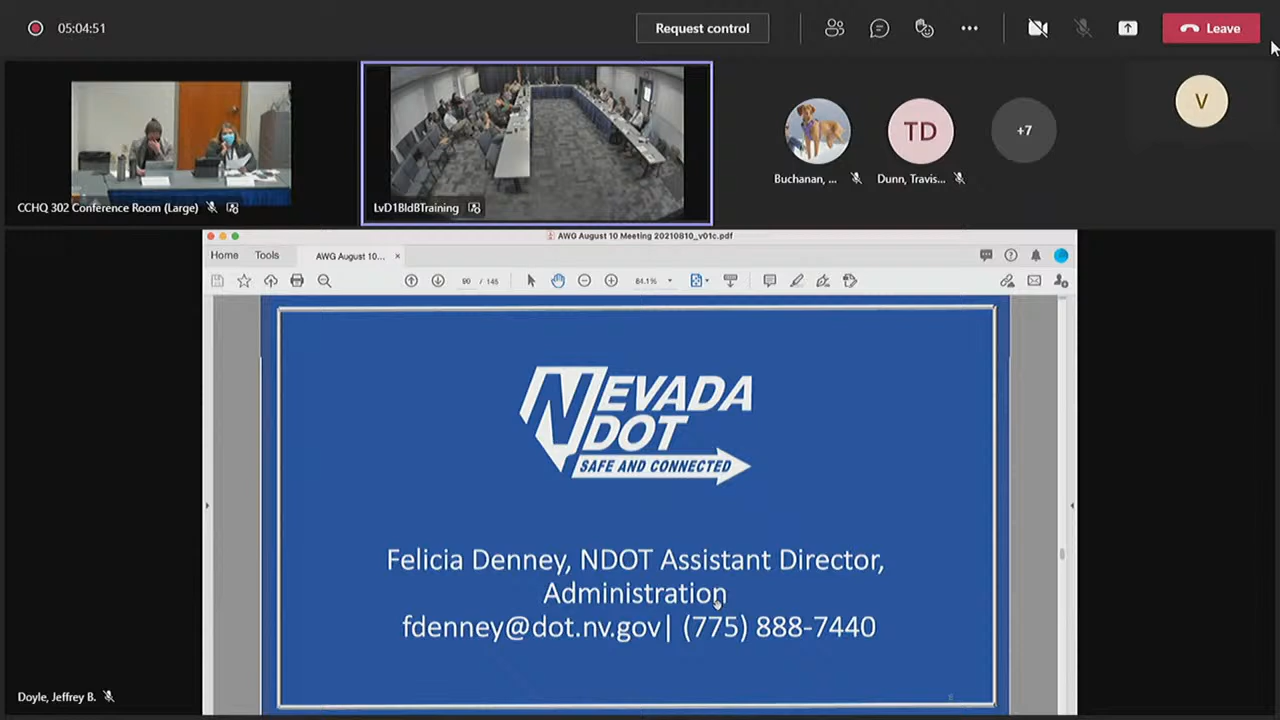 05:04:51
Request control
Leave
V
TD
+7
Buchanan, ...
Dunn, Travis...
CCHQ 302 Conference Room (Large)
LvD1BldBTraining
AWG August 10 Meeting 20210810_v01c.pdf
Home
Tools
AWG August 10...
90 / 145
84.1%
NEVADA
DOT
SAFE AND CONNECTED
Felicia Denney, NDOT Assistant Director,
Administration
fdenney@dot.nv.gov| (775) 888-7440
Doyle, Jeffrey B.